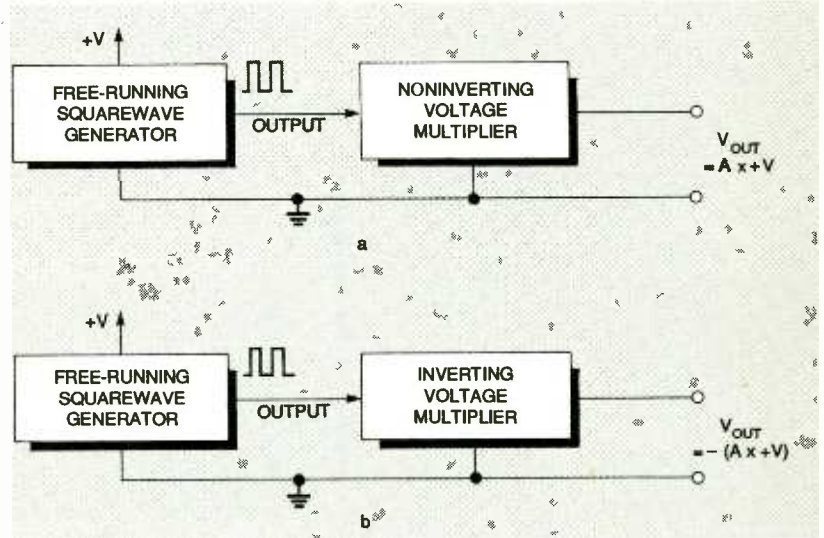 +V
FREE-RUNNING
SQUAREWAVE
GENERATOR
OUTPUT
NONINVERTING
VOLTAGE
MULTIPLIER
VOUT
= A x +V
a
+V
FREE-RUNNING
SQUAREWAVE
GENERATOR
OUTPUT
INVERTING
VOLTAGE
MULTIPLIER
VOUT
= – (A x +V)
b